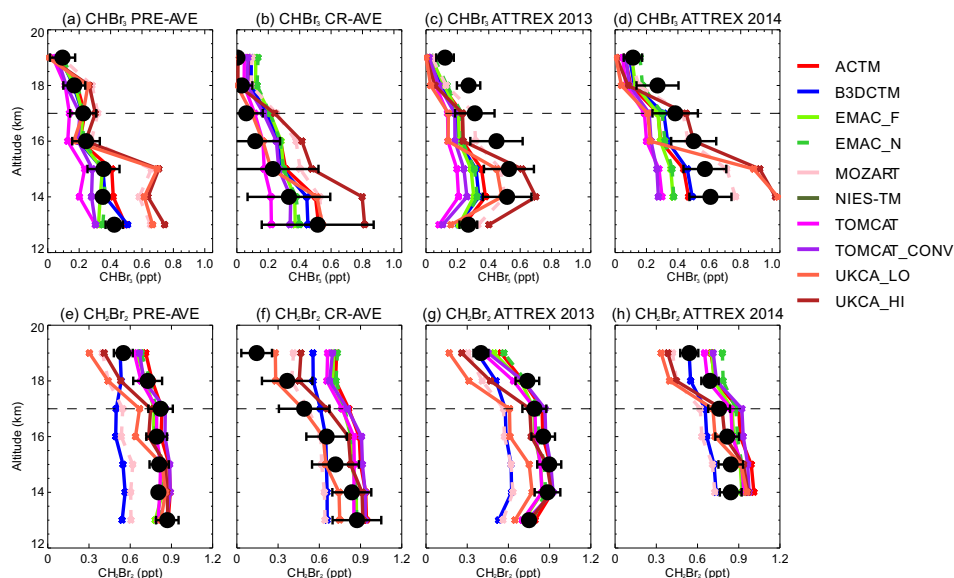 (a) CHBr₃ PRE-AVE
(b) CHBr₃ CR-AVE
(c) CHBr₃ ATTREX 2013
(d) CHBr₃ ATTREX 2014
20
18
16
14
12
Altitude (km)
0 0.2 0.4 0.6 0.8 1.0
0 0.2 0.4 0.6 0.8 1.0
0 0.2 0.4 0.6 0.8 1.0
0 0.2 0.4 0.6 0.8 1.0
CHBr₃ (ppt)
CHBr₃ (ppt)
CHBr₃ (ppt)
CHBr₃ (ppt)
ACTM
B3DCTM
EMAC_F
EMAC_N
MOZART
NIES-TM
TOMCAT
TOMCAT_CONV
UKCA_LO
UKCA_HI
(e) CH₂Br₂ PRE-AVE
(f) CH₂Br₂ CR-AVE
(g) CH₂Br₂ ATTREX 2013
(h) CH₂Br₂ ATTREX 2014
20
18
16
14
12
Altitude (km)
0 0.3 0.6 0.9 1.2
0 0.3 0.6 0.9 1.2
0 0.3 0.6 0.9 1.2
0 0.3 0.6 0.9 1.2
CH₂Br₂ (ppt)
CH₂Br₂ (ppt)
CH₂Br₂ (ppt)
CH₂Br₂ (ppt)